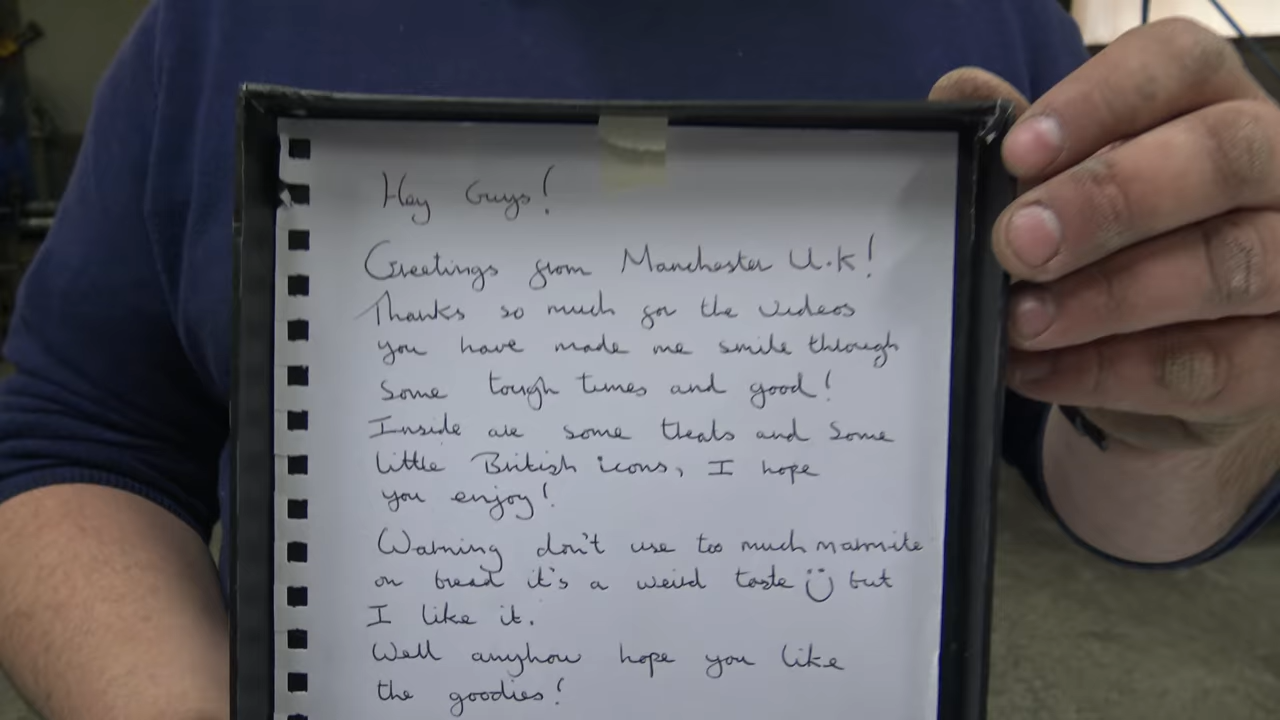 Hey Guys!
Greetings from Manchester U.K!
Thanks so much for the videos
you have made me smile through
some tough times and good!
Inside are some treats and some
little British icons, I hope
you enjoy!
Warning don't use too much marmite
on bread it's a weird taste ü but
I like it.
Well anyhow hope you like
the goodies!